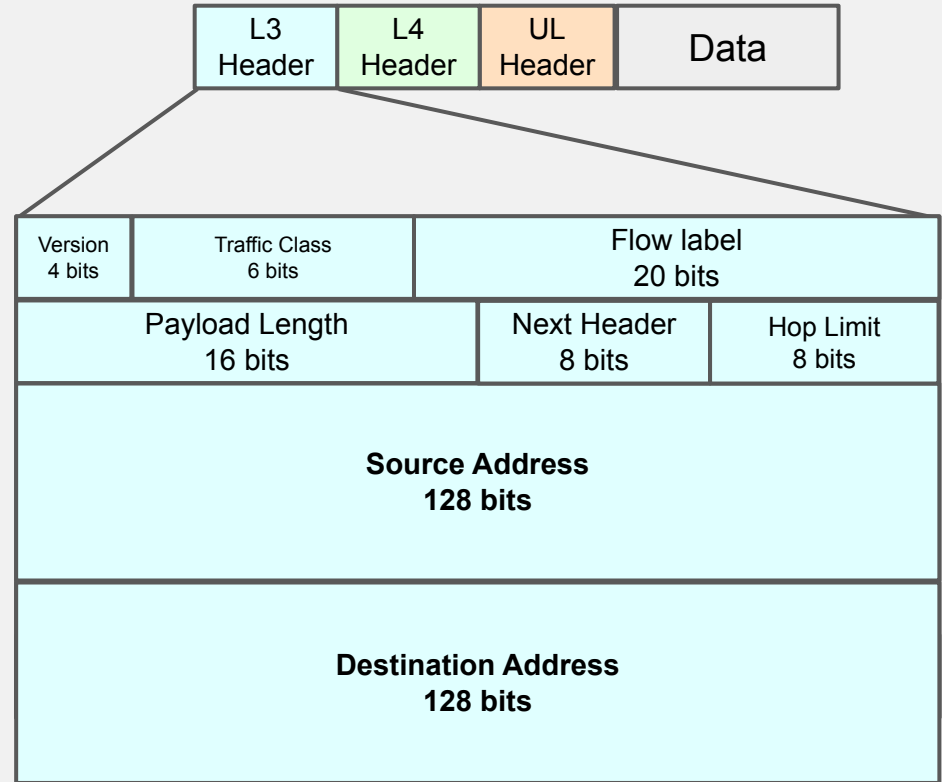 L3
Header
L4
Header
UL
Header
Data
Version
4 bits
Traffic Class
6 bits
Flow label
20 bits
Payload Length
16 bits
Next Header
8 bits
Hop Limit
8 bits
Source Address
128 bits
Destination Address
128 bits